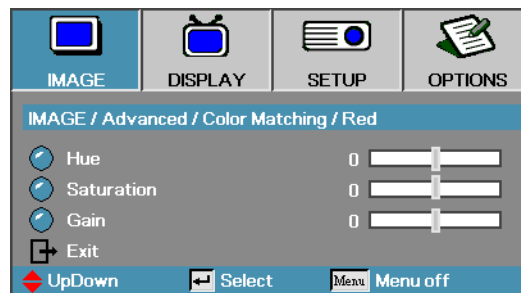 IMAGE DISPLAY SETUP OPTIONS
IMAGE / Advanced / Color Matching / Red
Hue 0
Saturation 0
Gain 0
Exit
UpDown Select Menu Menu off